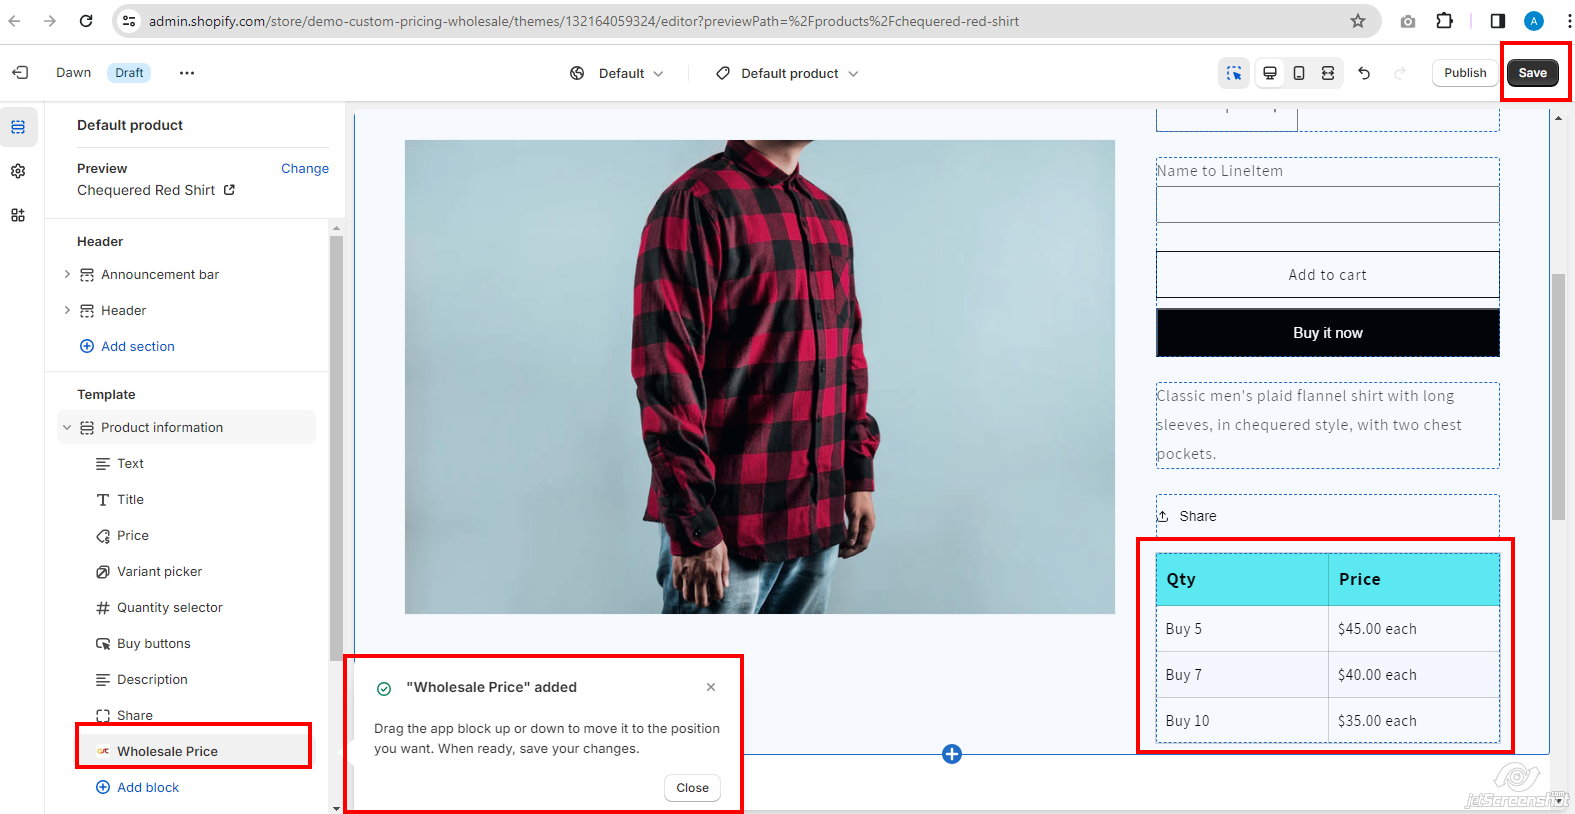 admin.shopify.com/store/demo-custom-pricing-wholesale/themes/132164059324/editor?previewPath=%2Fproducts%2Fchequered-red-shirt
A
Dawn
Draft
Default
Default product
Publish
Save
Default product
Preview
Change
Chequered Red Shirt
Header
Announcement bar
Header
Add section
Template
Product information
Text
Title
Price
Variant picker
Quantity selector
Buy buttons
Description
Share
Wholesale Price
Add block
"Wholesale Price" added
Drag the app block up or down to move it to the position
you want. When ready, save your changes.
Close
Name to LineItem
Add to cart
Buy it now
Classic men's plaid flannel shirt with long
sleeves, in chequered style, with two chest
pockets.
Share
Qty Price
Buy 5 $45.00 each
Buy 7 $40.00 each
Buy 10 $35.00 each
jetScreenshot